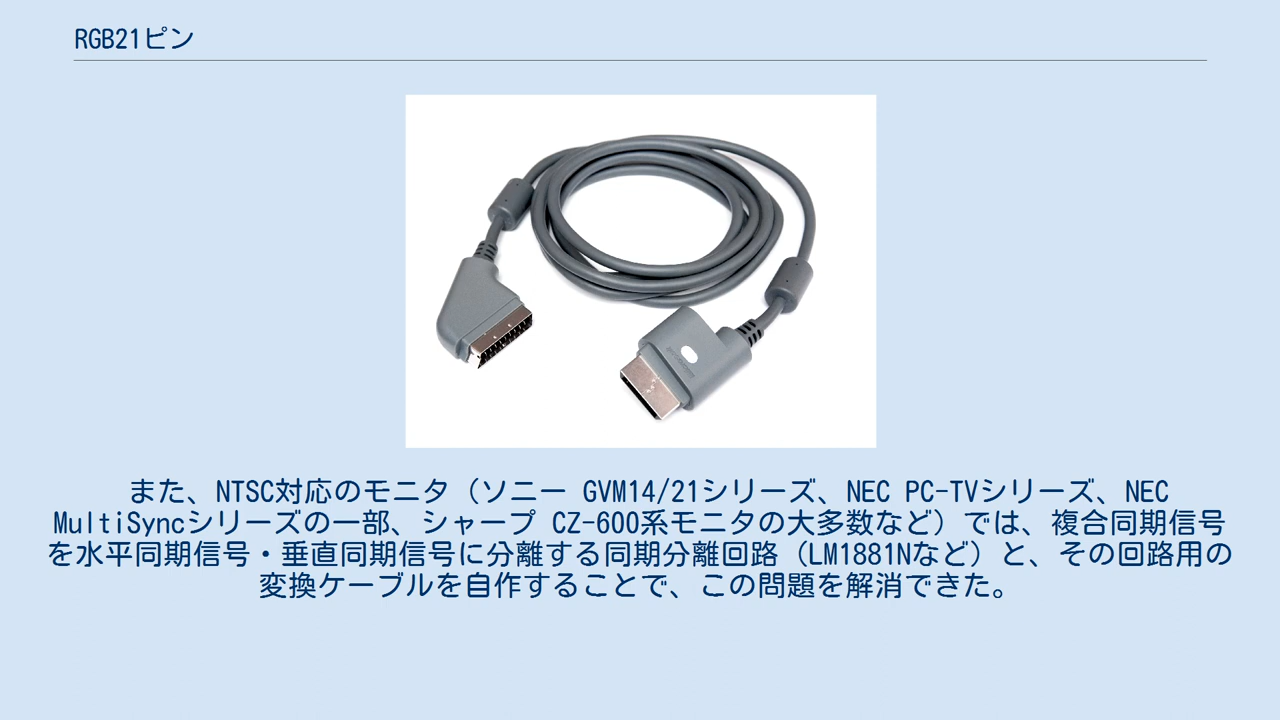 RGB21ピン
また、NTSC対応のモニタ（ソニー GVM14/21シリーズ、NEC PC-TVシリーズ、NEC
MultiSyncシリーズの一部、シャープ CZ-600系モニタの大多数など）では、複合同期信号
を水平同期信号・垂直同期信号に分離する同期分離回路（LM1881Nなど）と、その回路用の
変換ケーブルを自作することで、この問題を解消できた。